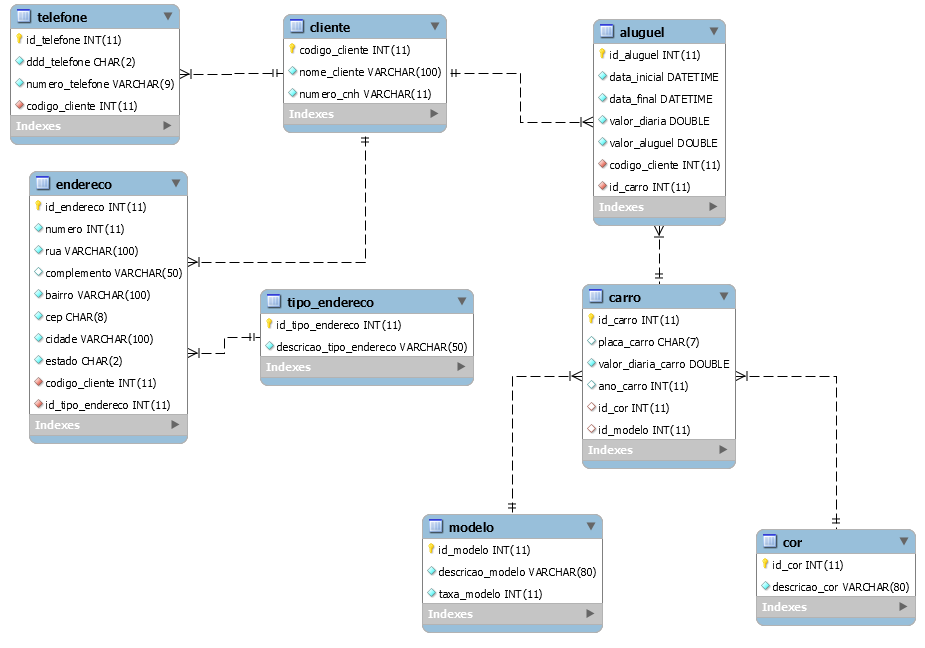 telefone
id_telefone INT(11)
ddd_telefone CHAR(2)
numero_telefone VARCHAR(9)
codigo_cliente INT(11)
Indexes
cliente
codigo_cliente INT(11)
nome_cliente VARCHAR(100)
numero_cnh VARCHAR(11)
Indexes
aluguel
id_aluguel INT(11)
data_inicial DATETIME
data_final DATETIME
valor_diaria DOUBLE
valor_aluguel DOUBLE
codigo_cliente INT(11)
id_carro INT(11)
Indexes
endereco
id_endereco INT(11)
numero INT(11)
rua VARCHAR(100)
complemento VARCHAR(50)
bairro VARCHAR(100)
cep CHAR(8)
cidade VARCHAR(100)
estado CHAR(2)
codigo_cliente INT(11)
id_tipo_endereco INT(11)
Indexes
tipo_endereco
id_tipo_endereco INT(11)
descricao_tipo_endereco VARCHAR(50)
Indexes
carro
id_carro INT(11)
placa_carro CHAR(7)
valor_diaria_carro DOUBLE
ano_carro INT(11)
id_cor INT(11)
id_modelo INT(11)
Indexes
modelo
id_modelo INT(11)
descricao_modelo VARCHAR(80)
taxa_modelo INT(11)
Indexes
cor
id_cor INT(11)
descricao_cor VARCHAR(80)
Indexes